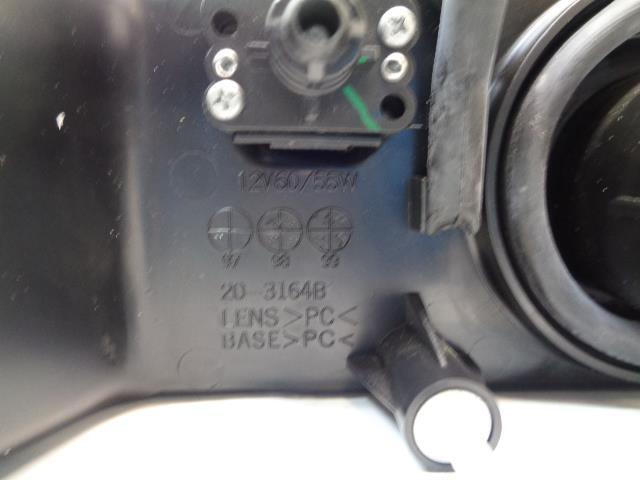 12V60/55W
97 98 99
20-3164B
LENS>PC<
BASE>PC<